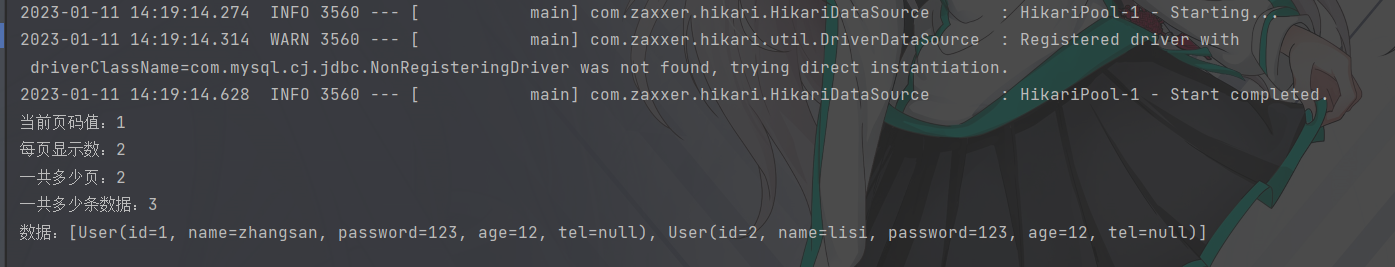 2023-01-11 14:19:14.274  INFO 3560 --- [           main] com.zaxxer.hikari.HikariDataSource       : HikariPool-1 - Starting...
2023-01-11 14:19:14.314  WARN 3560 --- [           main] com.zaxxer.hikari.util.DriverDataSource  : Registered driver with
driverClassName=com.mysql.cj.jdbc.NonRegisteringDriver was not found, trying direct instantiation.
2023-01-11 14:19:14.628  INFO 3560 --- [           main] com.zaxxer.hikari.HikariDataSource       : HikariPool-1 - Start completed.
当前页码值：1
每页显示数：2
一共多少页：2
一共多少条数据：3
数据：[User(id=1, name=zhangsan, password=123, age=12, tel=null), User(id=2, name=lisi, password=123, age=12, tel=null)]